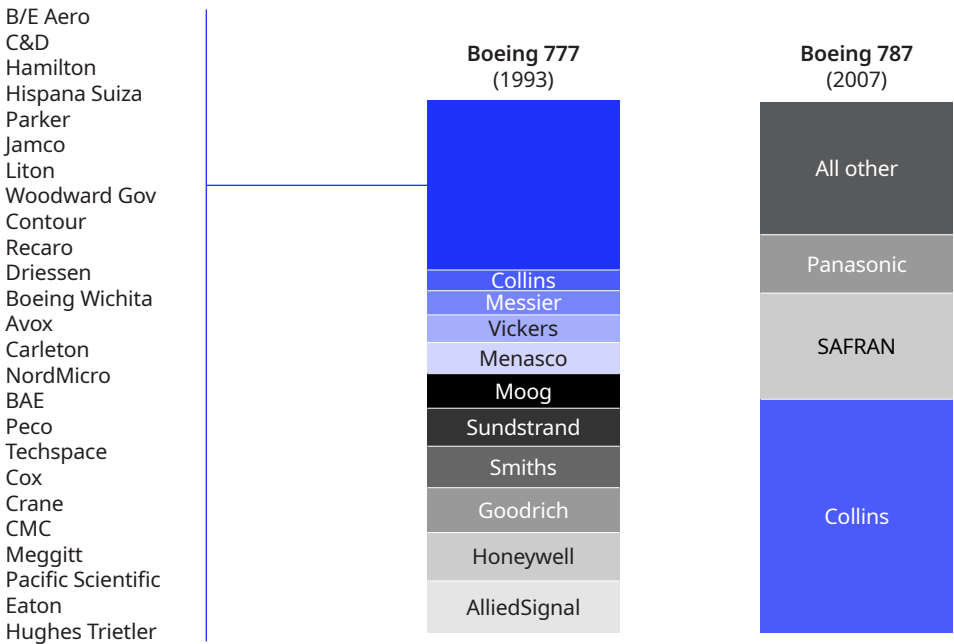 B/E Aero
C&D
Hamilton
Hispana Suiza
Parker
Jamco
Liton
Woodward Gov
Contour
Recaro
Driessen
Boeing Wichita
Avox
Carleton
NordMicro
BAE
Peco
Techspace
Cox
Crane
CMC
Meggitt
Pacific Scientific
Eaton
Hughes Trietler
Boeing 777
(1993)
Collins
Messier
Vickers
Menasco
Moog
Sundstrand
Smiths
Goodrich
Honeywell
AlliedSignal
Boeing 787
(2007)
All other
Panasonic
SAFRAN
Collins